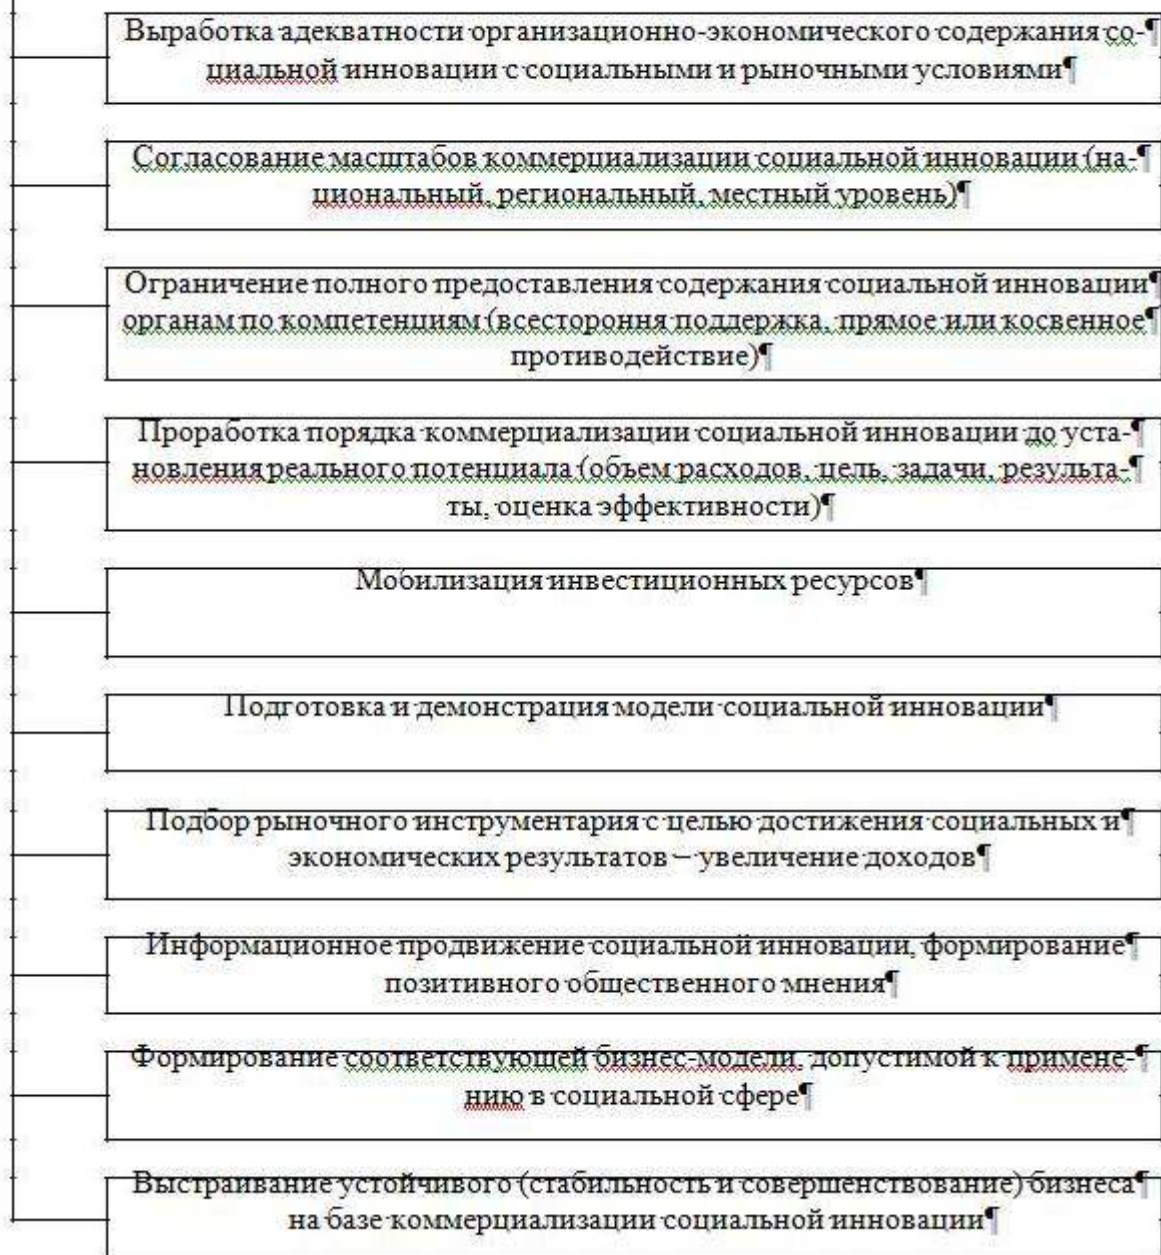 Выработка адекватности организационно-экономического содержания со-¶
циальной инновации с социальными и рыночными условиями¶
Согласование масштабов коммерциализации социальной инновации (на-¶
циональный, региональный, местный уровень)¶
Ограничение полного предоставления содержания социальной инновации¶
органам по компетенциям (всестороння поддержка, прямое или косвенное¶
противодействие)¶
Проработка порядка коммерциализации социальной инновации до уста-¶
новления реального потенциала (объем расходов, цель, задачи, результа-¶
ты, оценка эффективности)¶
Мобилизация инвестиционных ресурсов¶
Подготовка и демонстрация модели социальной инновации¶
Подбор рыночного инструментария с целью достижения социальных и¶
экономических результатов – увеличение доходов¶
Информационное продвижение социальной инновации, формирование¶
позитивного общественного мнения¶
Формирование соответствующей бизнес-модели, допустимой к примене-¶
нию в социальной сфере¶
Выстраивание устойчивого (стабильность и совершенствование) бизнеса¶
на базе коммерциализации социальной инновации¶